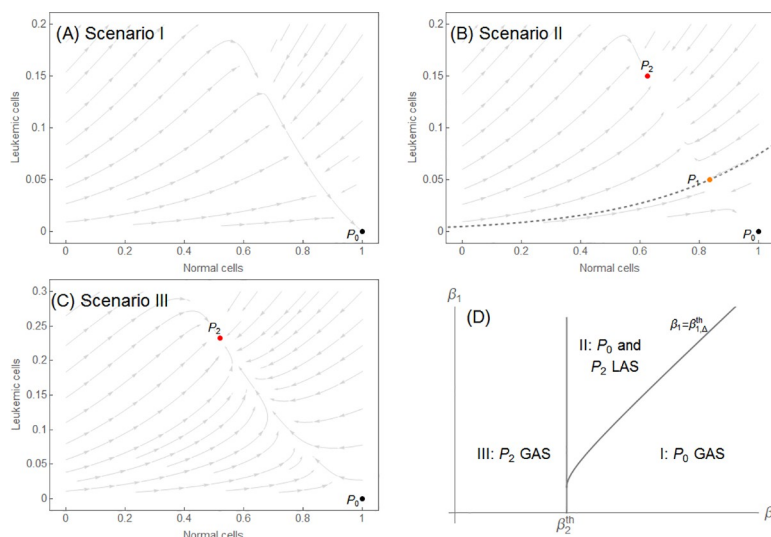 (A) Scenario I
0.2
0.15
0.1
0.05
0
Leukemic cells
P0
0 0.2 0.4 0.6 0.8 1
Normal cells
(B) Scenario II
0.2
0.15
0.1
0.05
0
Leukemic cells
P2
P1
P0
0 0.2 0.4 0.6 0.8 1
Normal cells
(C) Scenario III
0.3
0.25
0.2
0.15
0.1
0.05
0
Leukemic cells
P2
P0
0 0.2 0.4 0.6 0.8 1
Normal cells
β1
(D)
β1=β1,Δth
II: P0 and
P2 LAS
III: P2 GAS
I: P0 GAS
β2th
β